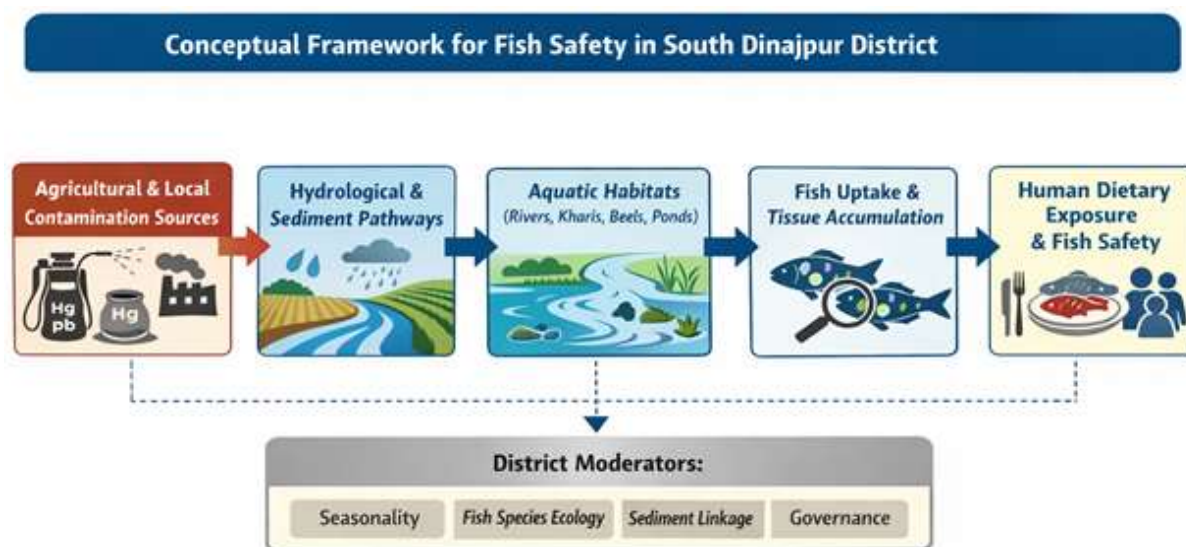 Conceptual Framework for Fish Safety in South Dinajpur District
Agricultural & Local
Contamination Sources
Hg
pb
Hg
Hydrological &
Sediment Pathways
Aquatic Habitats
(Rivers, Kharis, Beels, Ponds)
Fish Uptake &
Tissue Accumulation
Human Dietary
Exposure
& Fish Safety
District Moderators:
Seasonality
Fish Species Ecology
Sediment Linkage
Governance